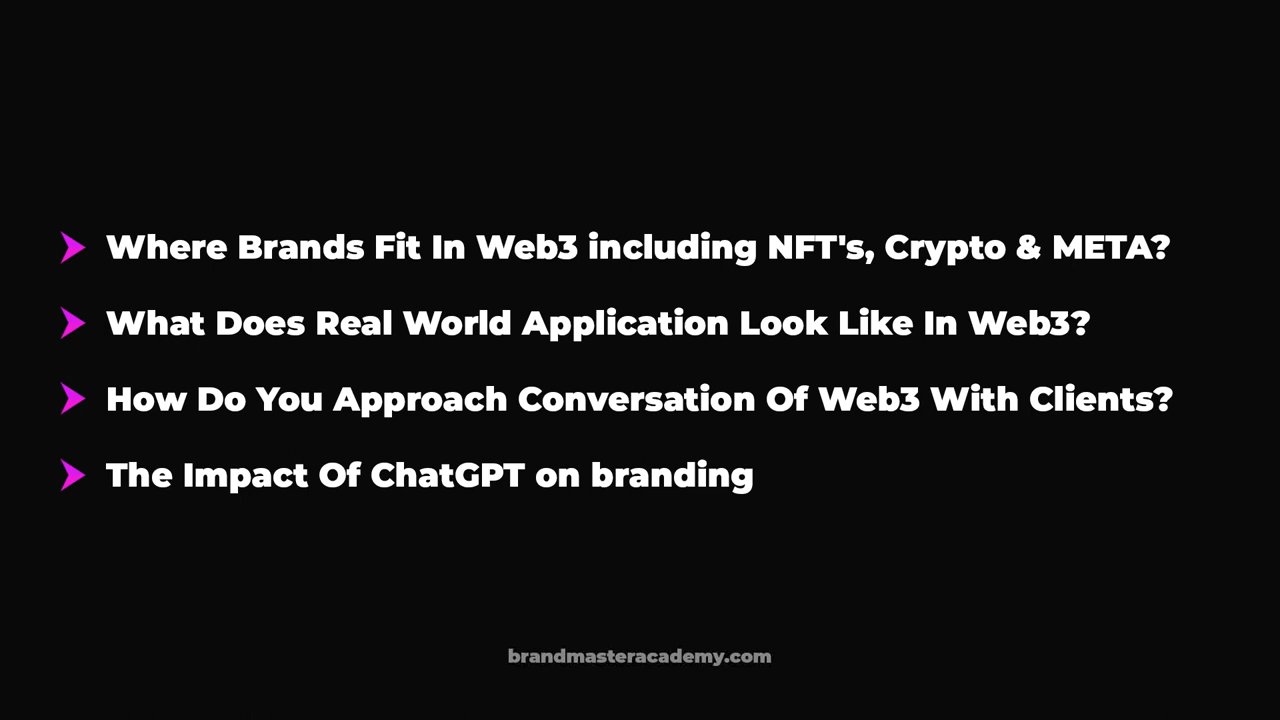 Where Brands Fit In Web3 including NFT's, Crypto & META?
What Does Real World Application Look Like In Web3?
How Do You Approach Conversation Of Web3 With Clients?
The Impact Of ChatGPT on branding
brandmasteracademy.com